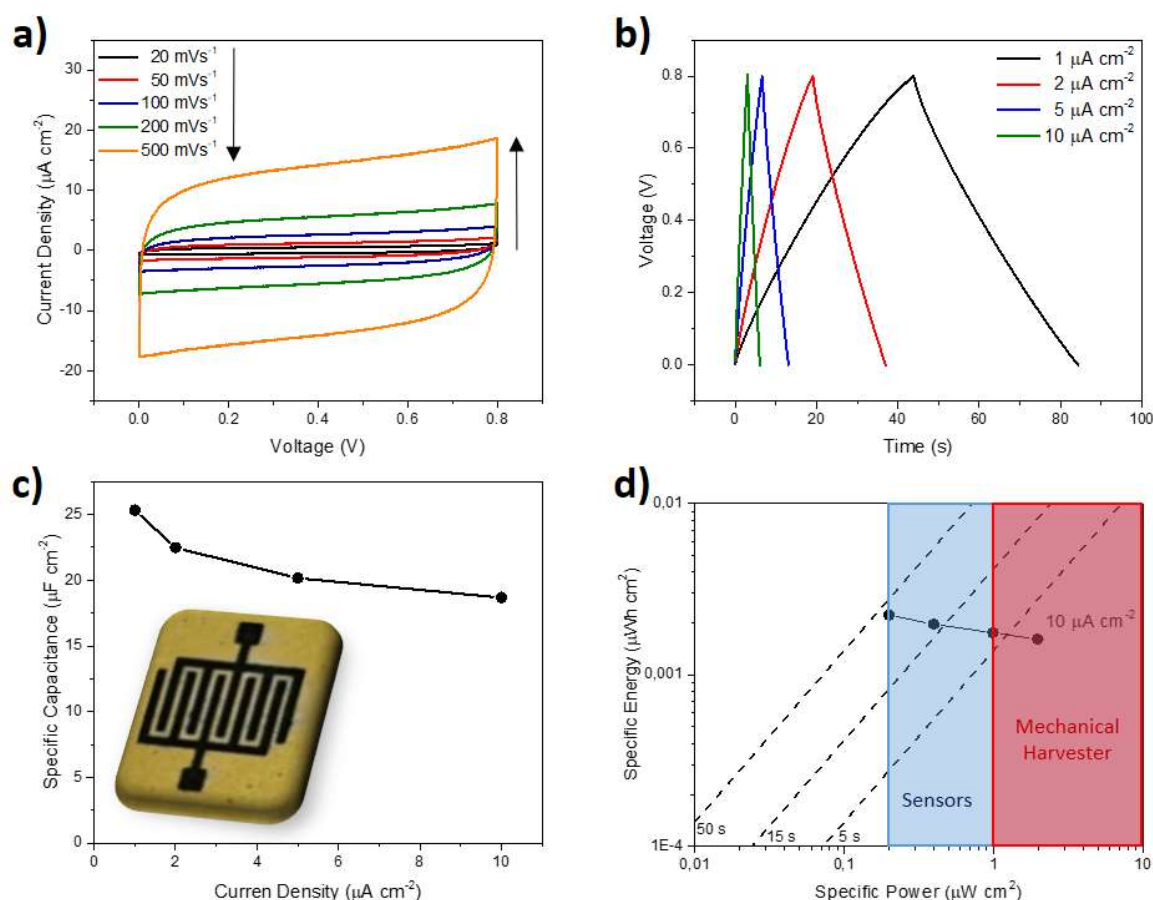 a)
20 mVs⁻¹
50 mVs⁻¹
100 mVs⁻¹
200 mVs⁻¹
500 mVs⁻¹
30
20
10
0
-10
-20
Current Density (µA cm⁻²)
0.0
0.2
0.4
0.6
0.8
Voltage (V)
b)
1 µA cm⁻²
2 µA cm⁻²
5 µA cm⁻²
10 µA cm⁻²
0.8
0.6
0.4
0.2
0.0
Voltage (V)
0
20
40
60
80
100
Time (s)
c)
25
20
15
10
5
0
Specific Capacitance (µF cm⁻²)
0
2
4
6
8
10
Curren Density (µA cm⁻²)
d)
0,01
0,001
1E-4
Specific Energy (µWh cm²)
10 µA cm⁻²
Mechanical
Harvester
Sensors
50 s
15 s
5 s
0,01
0,1
1
10
Specific Power (µW cm²)